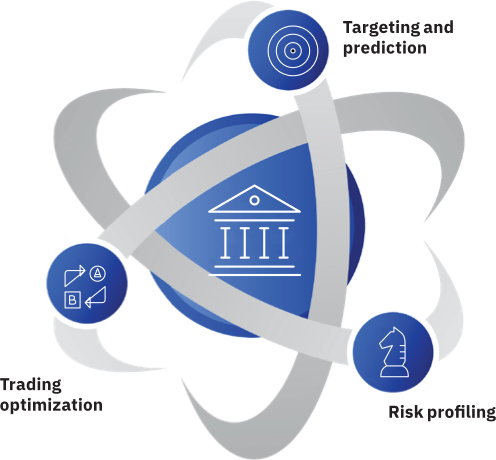 Targeting and
prediction
A
B
Trading
optimization
Risk profiling